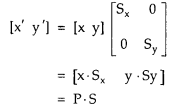 [x′ y′] = [x y] [Sx 0
0 Sy]
= [x·Sx y·Sy]
= P·S